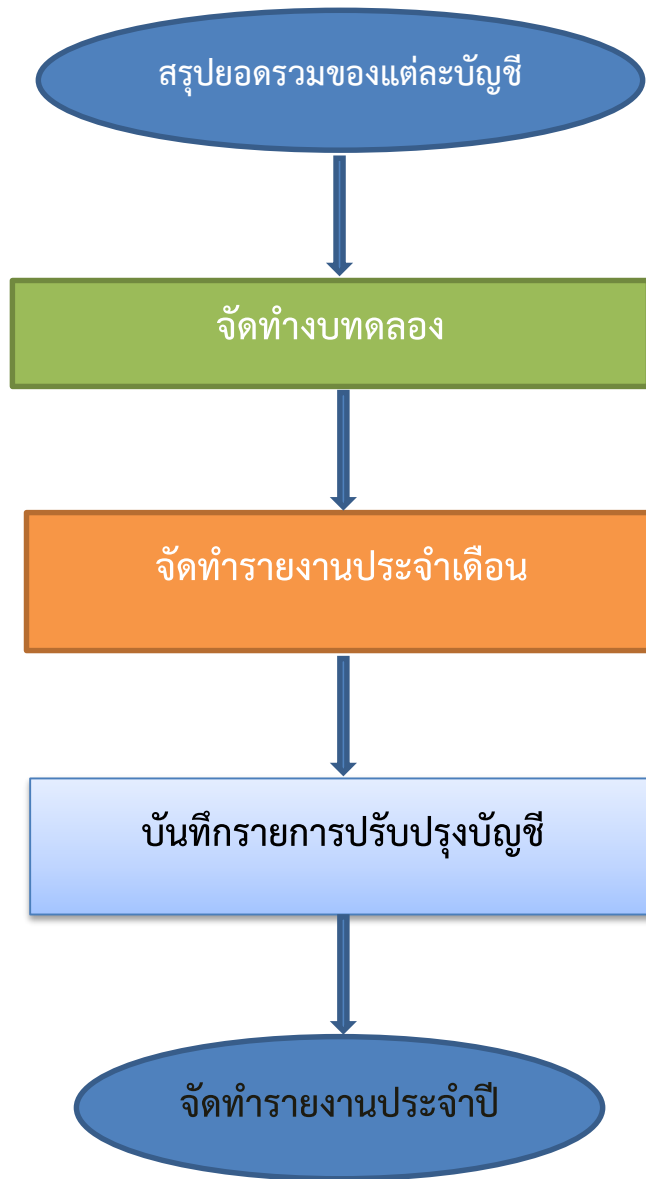 สรุปยอดรวมของแต่ละบัญชี
จัดทำงบทดลอง
จัดทำรายงานประจำเดือน
บันทึกรายการปรับปรุงบัญชี
จัดทำรายงานประจำปี